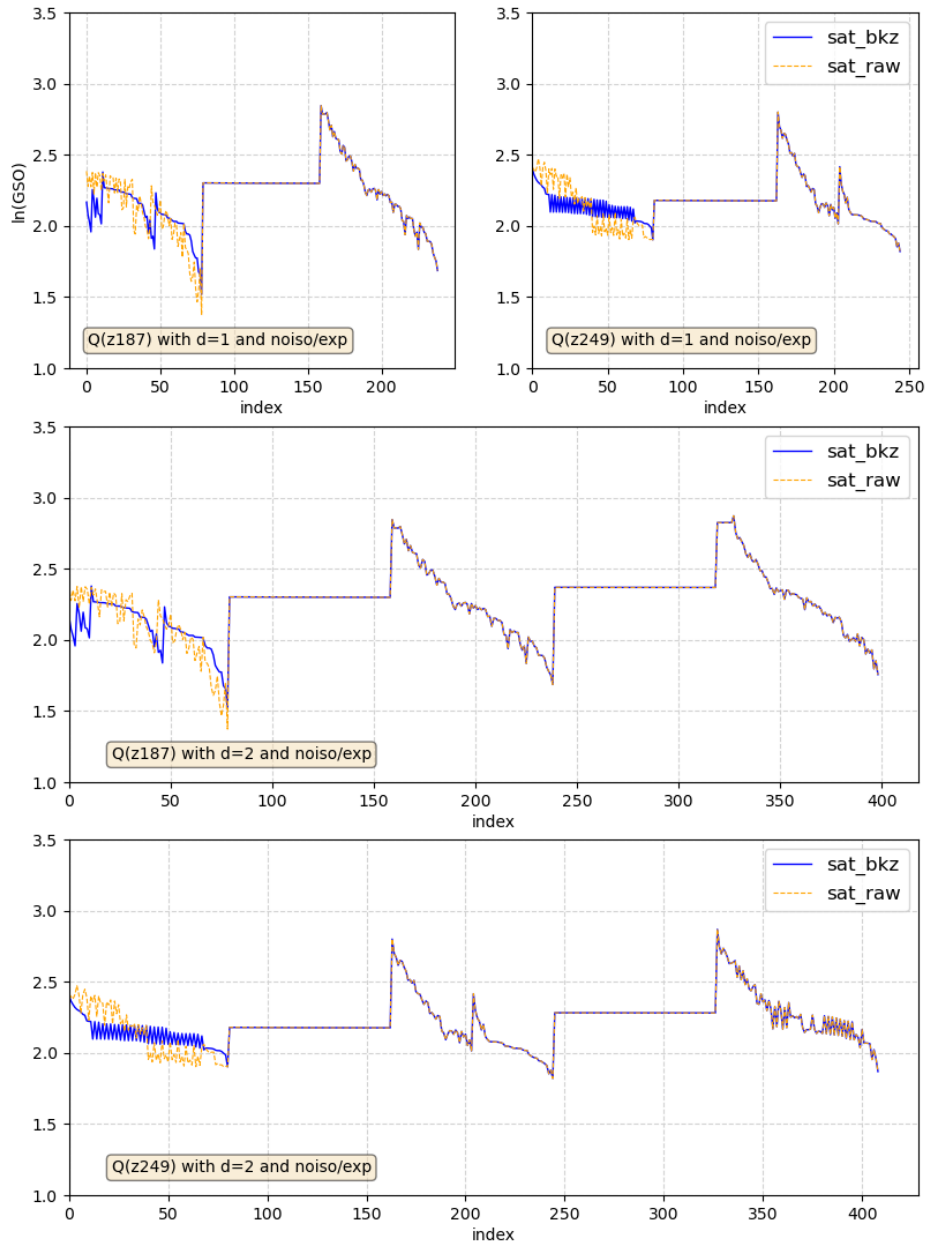 3.5
3.0
2.5
2.0
1.5
1.0
ln(GSO)
Q(z187) with d=1 and noiso/exp
0 50 100 150 200
index
3.5
3.0
2.5
2.0
1.5
1.0
sat_bkz
sat_raw
Q(z249) with d=1 and noiso/exp
0 50 100 150 200 250
index
3.5
3.0
2.5
2.0
1.5
1.0
sat_bkz
sat_raw
Q(z187) with d=2 and noiso/exp
0 50 100 150 200 250 300 350 400
index
3.5
3.0
2.5
2.0
1.5
1.0
sat_bkz
sat_raw
Q(z249) with d=2 and noiso/exp
0 50 100 150 200 250 300 350 400
index